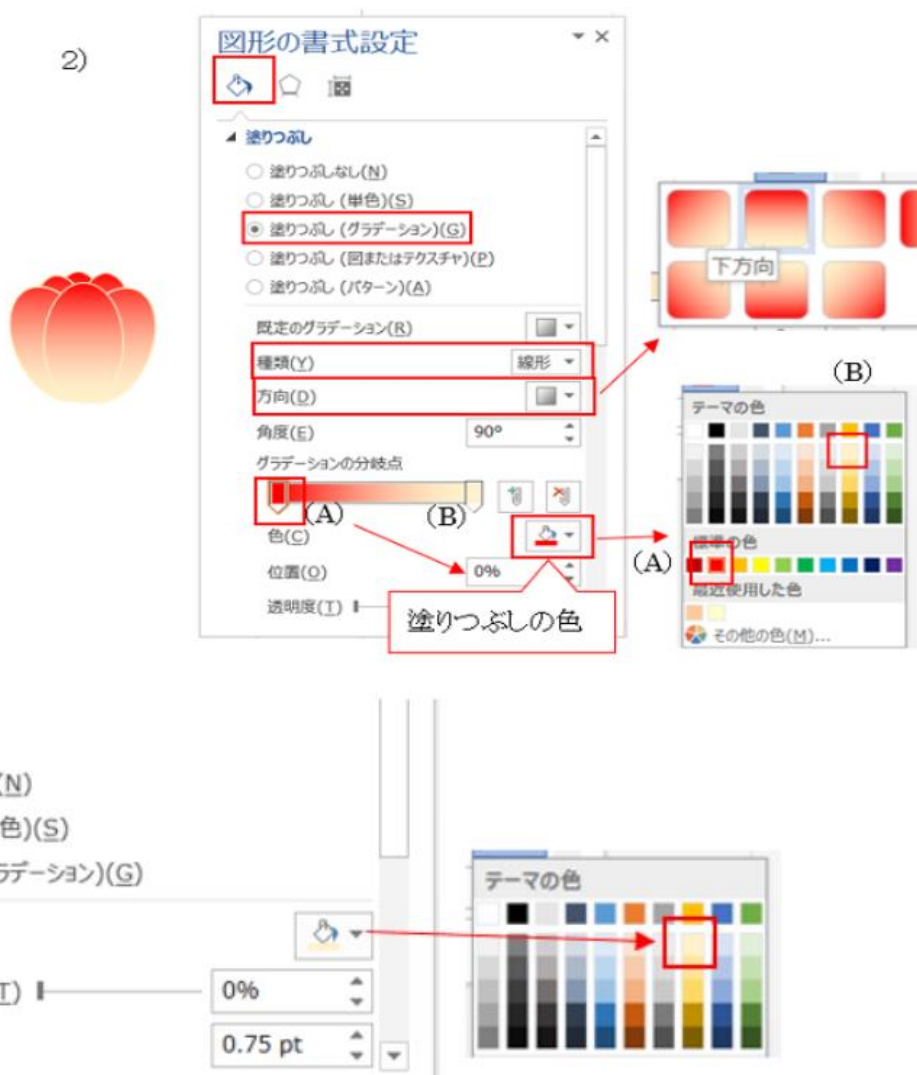 2)
図形の書式設定
塗りつぶし
塗りつぶしなし(N)
塗りつぶし (単色)(S)
塗りつぶし (グラデーション)(G)
塗りつぶし (図またはテクスチャ)(P)
塗りつぶし (パターン)(A)
既定のグラデーション(R)
種類(Y) 線形
方向(D)
角度(E) 90°
グラデーションの分岐点
(A) (B)
色(C)
位置(O) 0%
透明度(T)
塗りつぶしの色
下方向
(B)
テーマの色
標準の色
(A)
最近使用した色
その他の色(M)...
(N)
色)(S)
ラデーション)(G)
T) 0%
0.75 pt
テーマの色